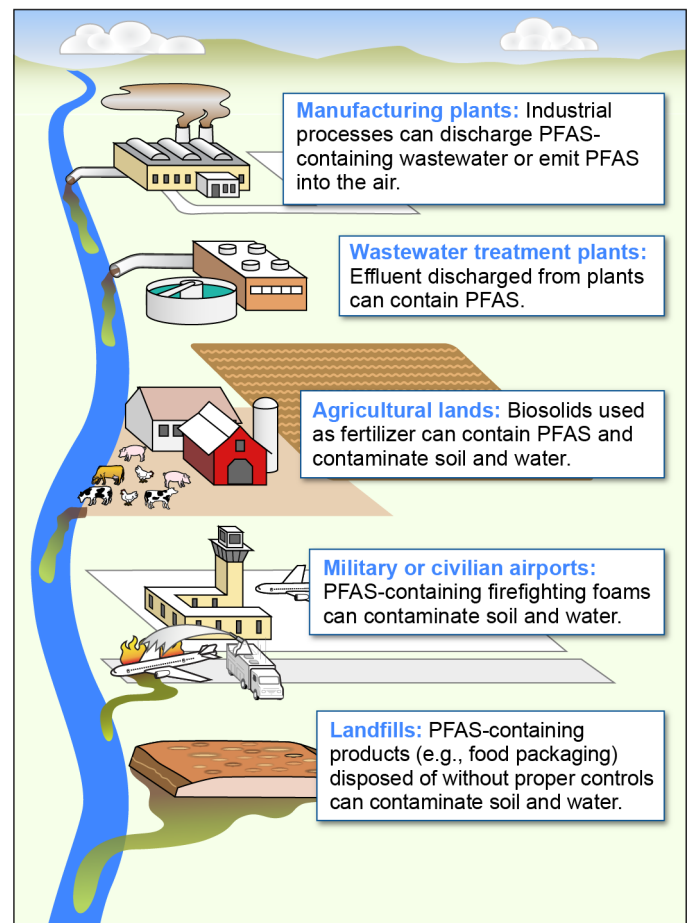 Manufacturing plants: Industrial
processes can discharge PFAS-
containing wastewater or emit PFAS
into the air.
Wastewater treatment plants:
Effluent discharged from plants
can contain PFAS.
Agricultural lands: Biosolids used
as fertilizer can contain PFAS and
contaminate soil and water.
Military or civilian airports:
PFAS-containing firefighting foams
can contaminate soil and water.
Landfills: PFAS-containing
products (e.g., food packaging)
disposed of without proper controls
can contaminate soil and water.